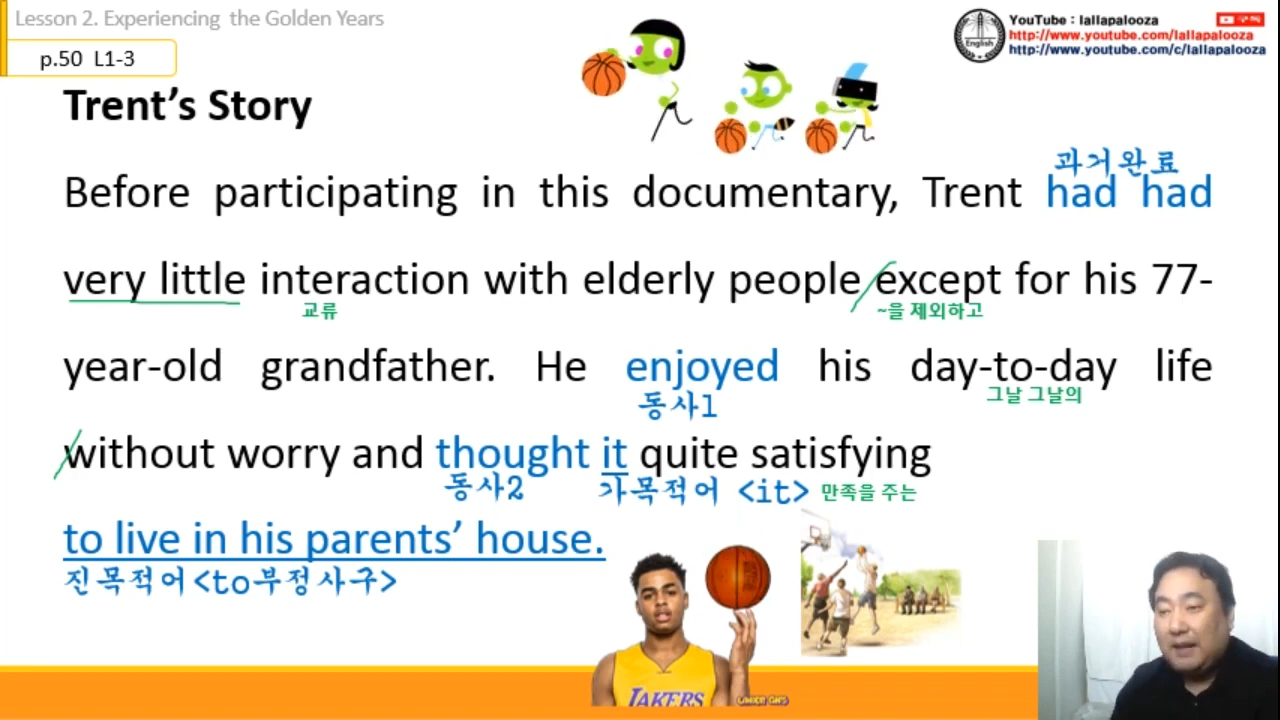 Lesson 2. Experiencing the Golden Years
p.50 L1-3
YouTube : lallapalooza
구독
http://www.youtube.com/lallapalooza
http://www.youtube.com/c/lallapalooza
English
Trent's Story
과거완료
Before participating in this documentary, Trent had had
very little interaction with elderly people except for his 77-
교류 ~을 제외하고
year-old grandfather. He enjoyed his day-to-day life
동사1 그날 그날의
without worry and thought it quite satisfying
동사2 가목적어 <it> 만족을 주는
to live in his parents' house.
진목적어<to부정사구>
LAKERS